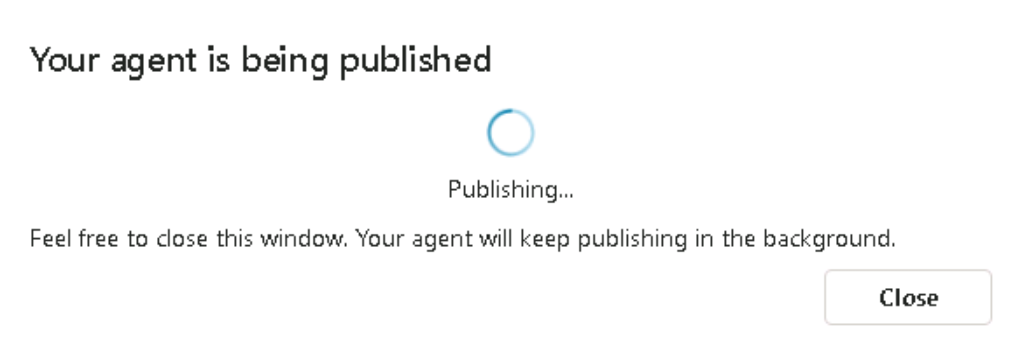 Your agent is being published
Publishing...
Feel free to close this window. Your agent will keep publishing in the background.
Close